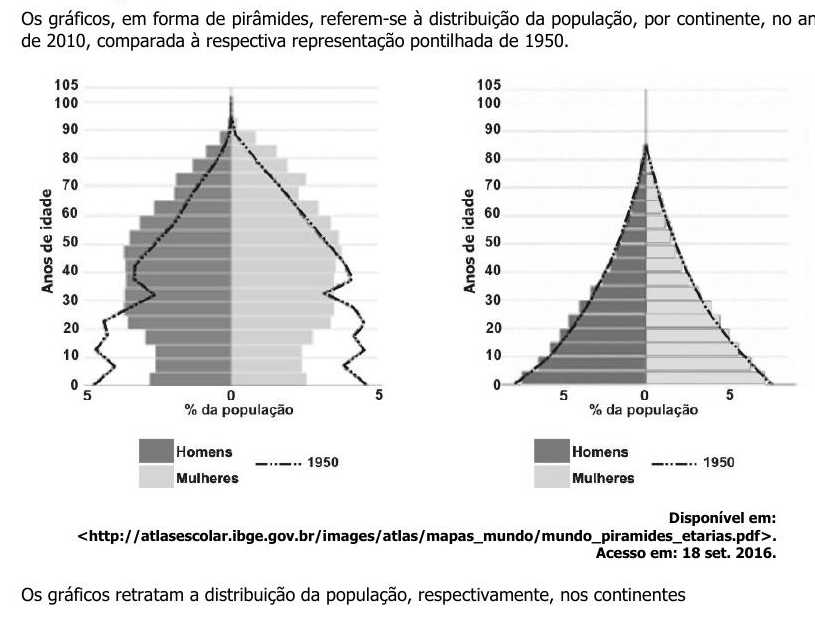 Os gráficos, em forma de pirâmides, referem-se à distribuição da população, por continente, no
de 2010, comparada à respectiva representação pontilhada de 1950.
105
100
90
80
70
60
50
40
30
20
10
0
Anos de idade
5 0 5
% da população
Homens
Mulheres
1950
105
100
90
80
70
60
50
40
30
20
10
0
Anos de idade
5 0 5
% da população
Homens
Mulheres
1950
Disponível em:
<http://atlasescolar.ibge.gov.br/images/atlas/mapas_mundo/mundo_piramides_etarias.pdf>.
Acesso em: 18 set. 2016.
Os gráficos retratam a distribuição da população, respectivamente, nos continentes